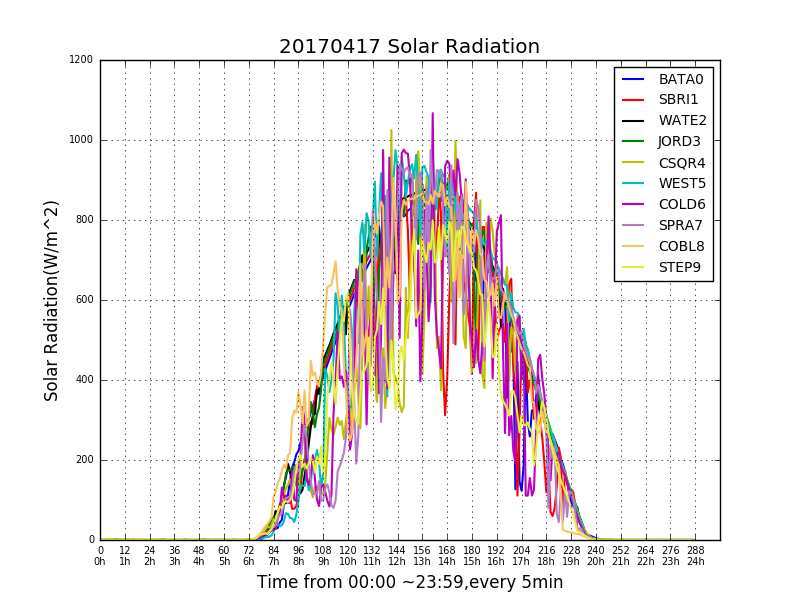 20170417 Solar Radiation
Solar Radiation(W/m^2)
1200
1000
800
600
400
200
0
BATA0
SBRI1
WATE2
JORD3
CSQR4
WEST5
COLD6
SPRA7
COBL8
STEP9
0 12 24 36 48 60 72 84 96 108 120 132 144 156 168 180 192 204 216 228 240 252 264 276 288
0h 1h 2h 3h 4h 5h 6h 7h 8h 9h 10h 11h 12h 13h 14h 15h 16h 17h 18h 19h 20h 21h 22h 23h 24h
Time from 00:00 ~23:59,every 5min